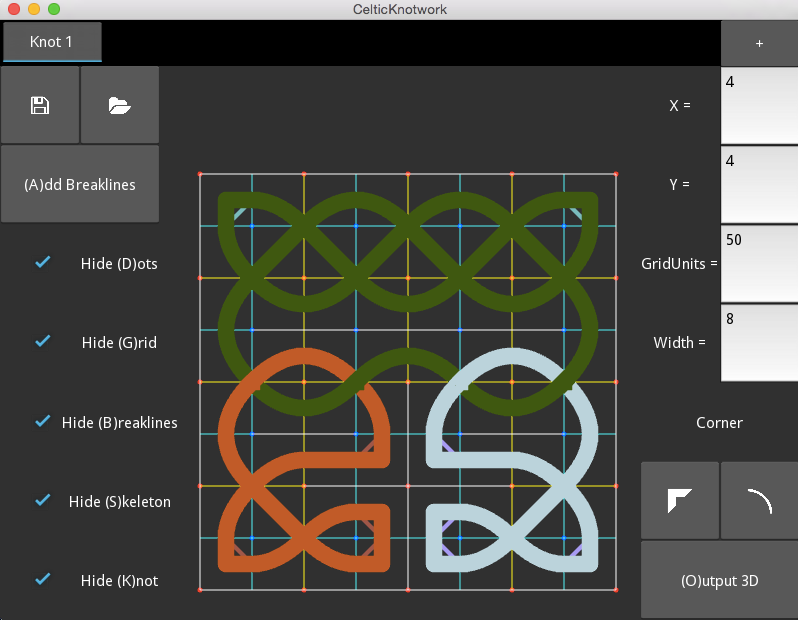 CelticKnotwork
Knot 1
+
X =
4
(A)dd Breaklines
Y =
4
Hide (D)ots
GridUnits =
50
Hide (G)rid
Width =
8
Hide (B)reaklines
Corner
Hide (S)keleton
Hide (K)not
(O)utput 3D